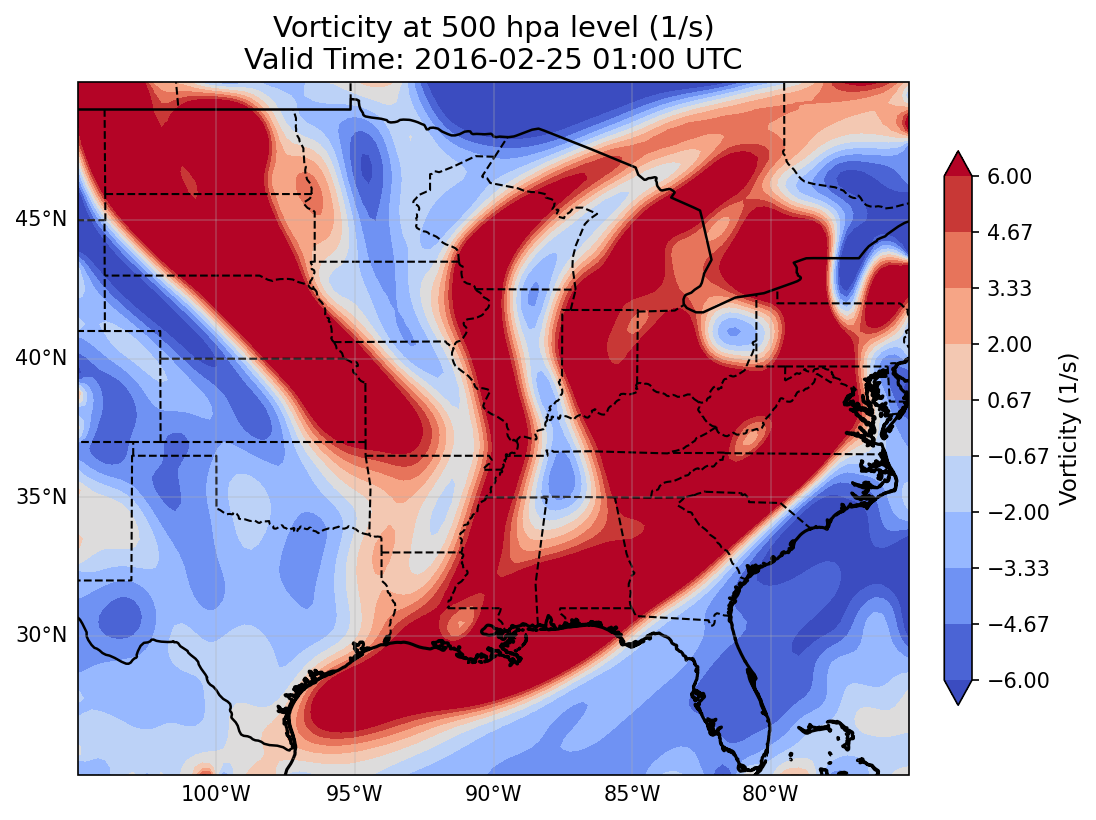 Vorticity at 500 hpa level (1/s)
Valid Time: 2016-02-25 01:00 UTC
45°N
40°N
35°N
30°N
100°W
95°W
90°W
85°W
80°W
6.00
4.67
3.33
2.00
0.67
−0.67
−2.00
−3.33
−4.67
−6.00
Vorticity (1/s)